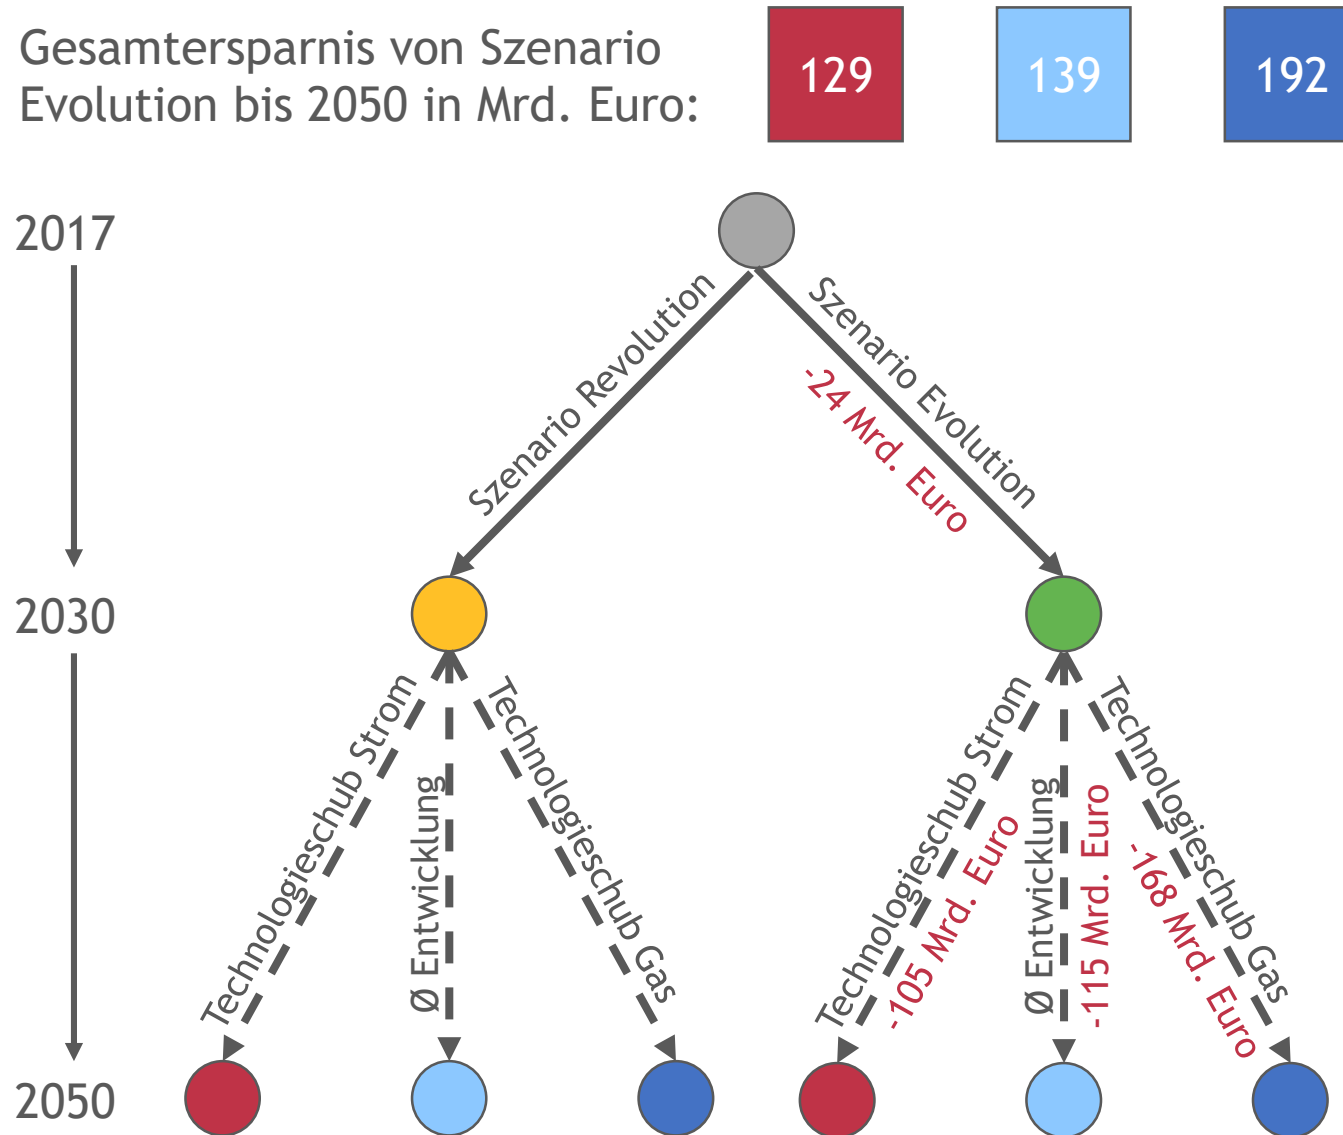 Gesamtersparnis von Szenario
Evolution bis 2050 in Mrd. Euro:
129
139
192
2017
Szenario Revolution
Szenario Evolution
-24 Mrd. Euro
2030
Technologieschub Strom
Ø Entwicklung
Technologieschub Gas
Technologieschub Strom
-105 Mrd. Euro
Ø Entwicklung
-115 Mrd. Euro
Technologieschub Gas
-168 Mrd. Euro
2050